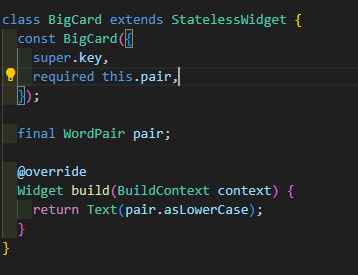 class BigCard extends StatelessWidget {
  const BigCard({
    super.key,
    required this.pair,
  });

  final WordPair pair;

  @override
  Widget build(BuildContext context) {
    return Text(pair.asLowerCase);
  }
}